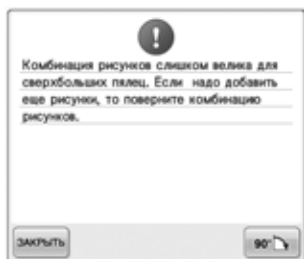 Комбинация рисунков слишком велика для
сверхбольших пялец. Если надо добавить
еще рисунки, то поверните комбинацию
рисунков.
ЗАКРЫТЬ
90°